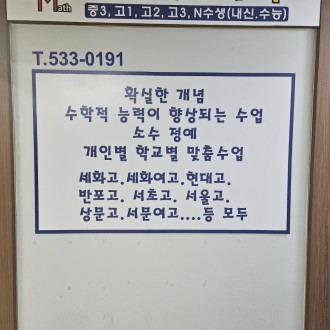 Math
중3, 고1, 고2, 고3, N수생(내신.수능)
T.533-0191
확실한 개념
수학적 능력이 향상되는 수업
소수 정예
개인별 학교별 맞춤수업
세화고.세화여고.현대고.
반포고. 서초고. 서울고.
상문고.서문여고....등 모두